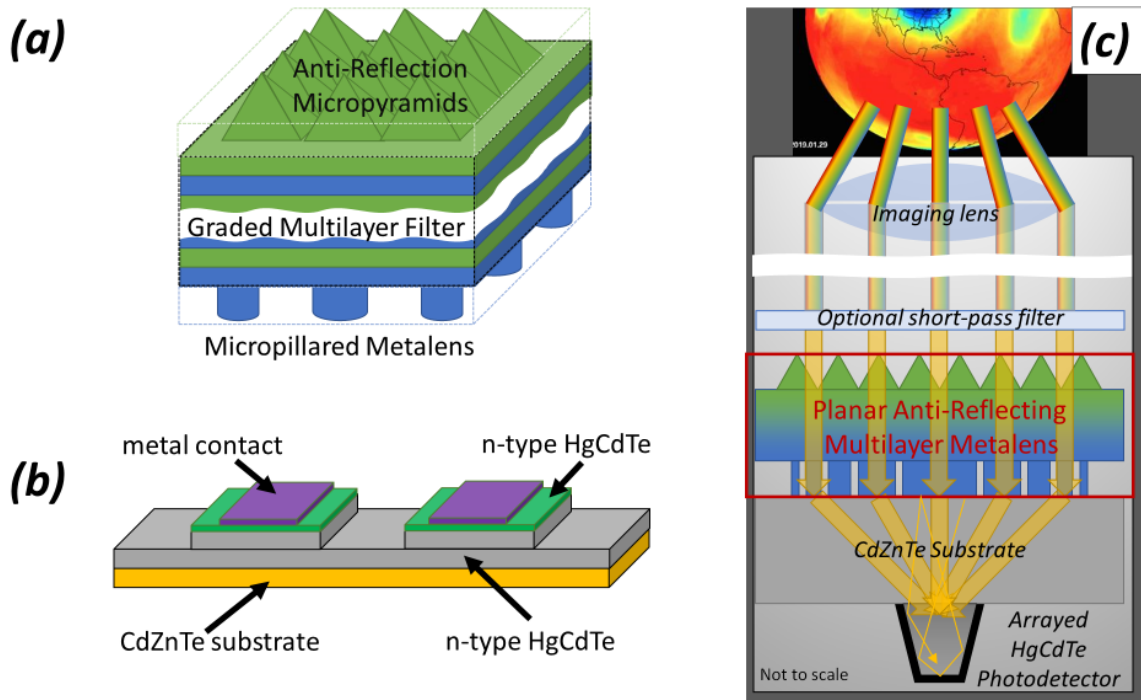 (a)
Anti-Reflection
Micropyramids
Graded Multilayer Filter
Micropillared Metalens
(b)
metal contact
n-type HgCdTe
CdZnTe substrate
n-type HgCdTe
(c)
2019.01.29
Imaging lens
Optional short-pass filter
Planar Anti-Reflecting
Multilayer Metalens
CdZnTe Substrate
Arrayed
HgCdTe
Photodetector
Not to scale